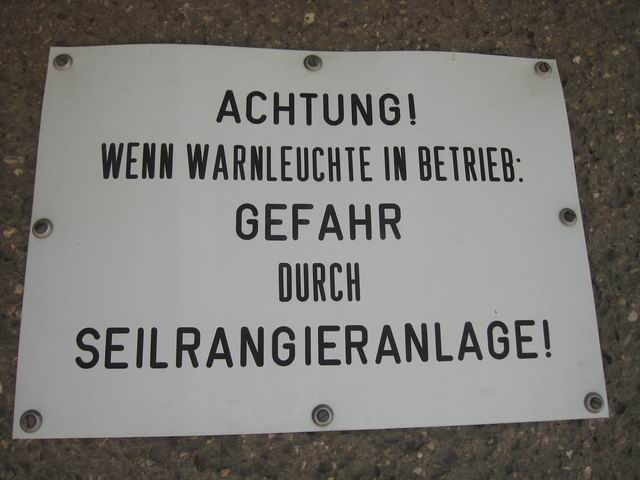 ACHTUNG!
WENN WARNLEUCHTE IN BETRIEB:
GEFAHR
DURCH
SEILRANGIERANLAGE!